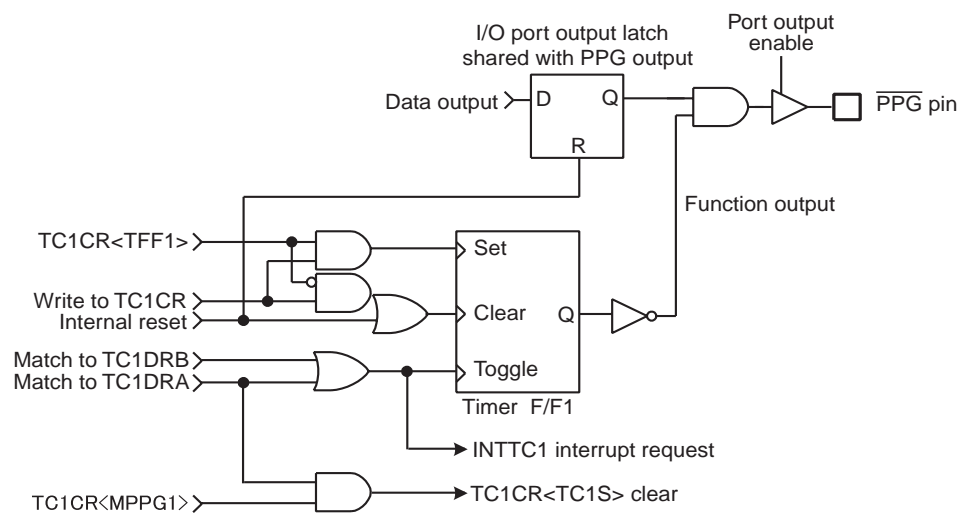 I/O port output latch
shared with PPG output
Port output
enable
Data output
D
Q
R
PPG pin
Function output
TC1CR<TFF1>
Set
Write to TC1CR
Internal reset
Clear
Q
Match to TC1DRB
Match to TC1DRA
Toggle
Timer F/F1
INTTC1 interrupt request
TC1CR<TC1S> clear
TC1CR<MPPG1>